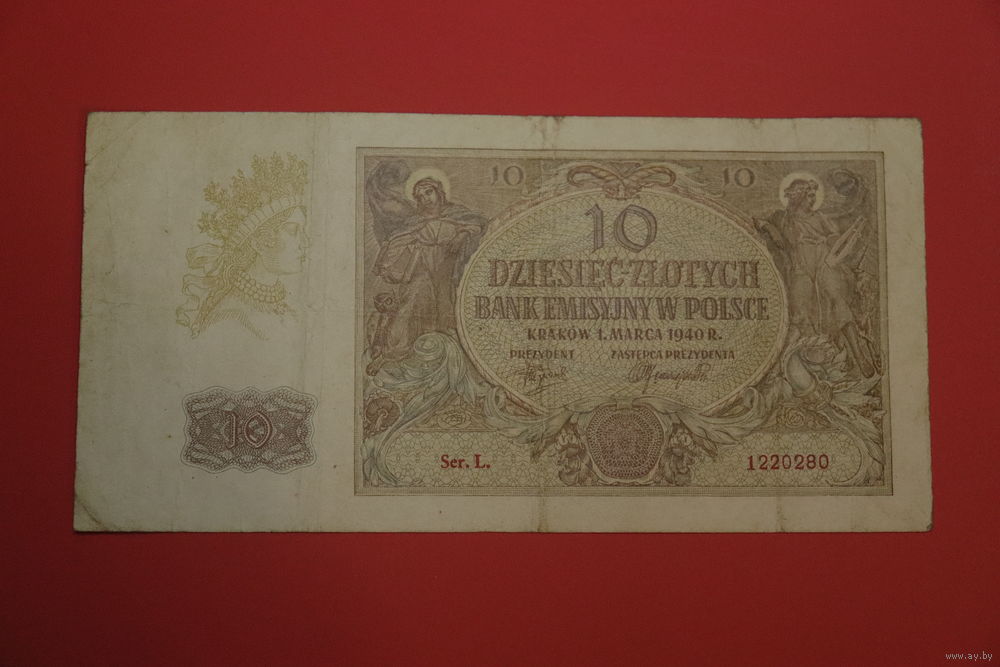 10 10
10
DZIESIĘĆ-ZŁOTYCH
BANK EMISYJNY W POLSCE
KRAKÓW 1. MARCA 1940 R.
PREZYDENT ZASTĘPCA PREZYDENTA
10
Ser. L. 1220280
www.ay.by